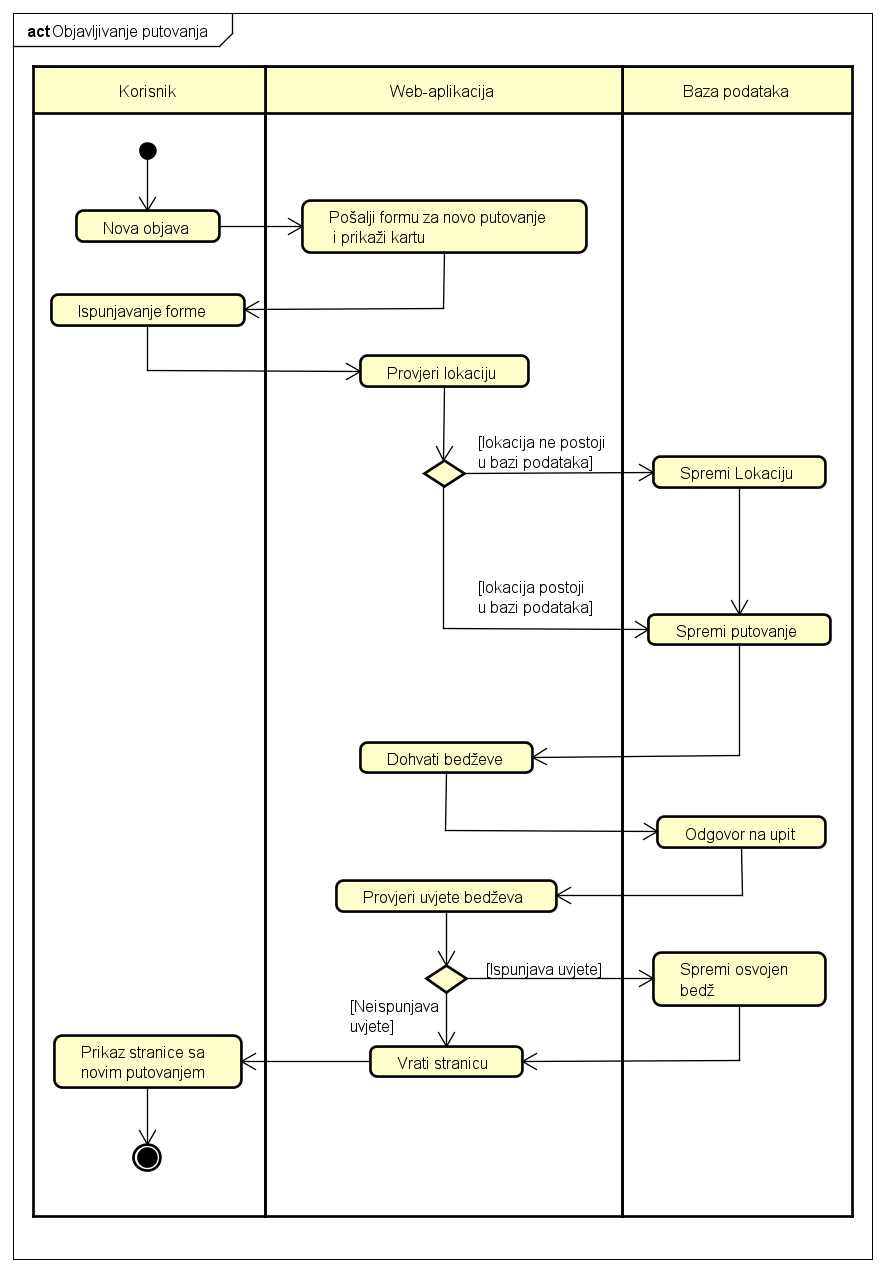 act Objavljivanje putovanja
Korisnik
Web-aplikacija
Baza podataka
Nova objava
Pošalji formu za novo putovanje
i prikaži kartu
Ispunjavanje forme
Provjeri lokaciju
[lokacija ne postoji
u bazi podataka]
Spremi Lokaciju
[lokacija postoji
u bazi podataka]
Spremi putovanje
Dohvati bedževe
Odgovor na upit
Provjeri uvjete bedževa
[Ispunjava uvjete]
Spremi osvojen
bedž
[Neispunjava
uvjete]
Vrati stranicu
Prikaz stranice sa
novim putovanjem